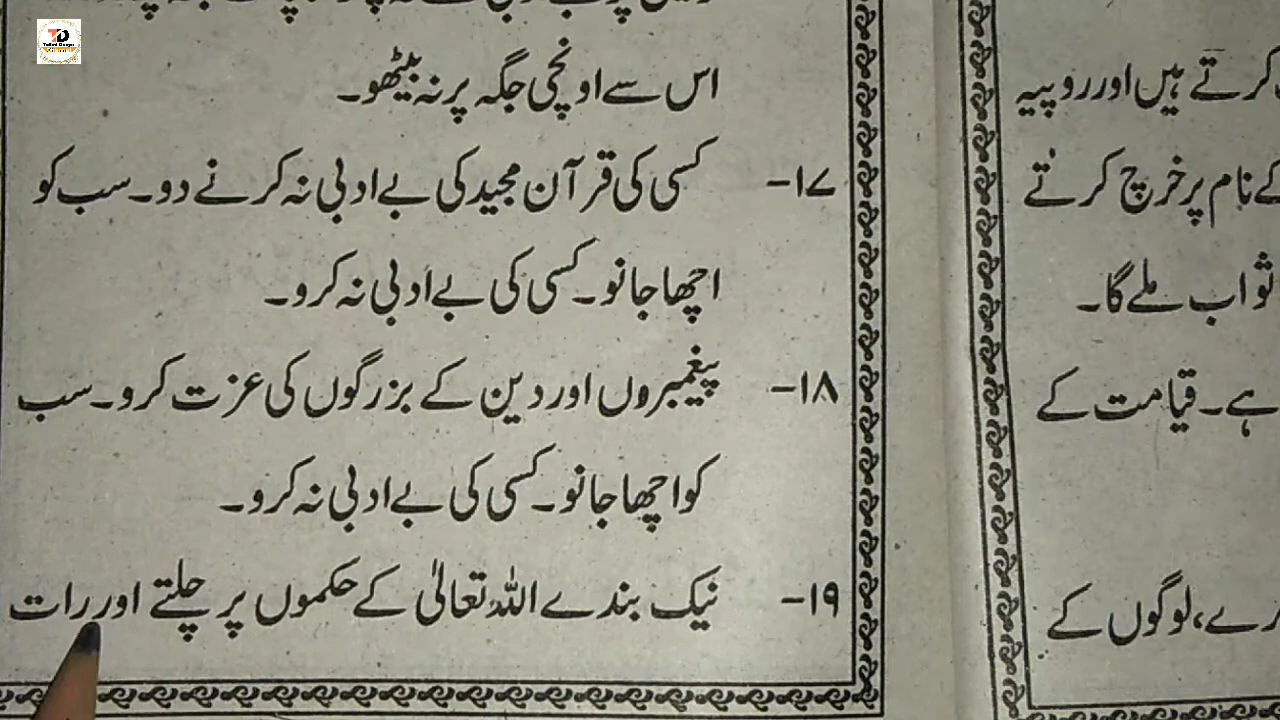 اس سے اونچی جگہ پر نہ بیٹھو۔
۱۷- کسی کی قرآن مجید کی بے ادبی نہ کرنے دو۔ سب کو
اچھا جانو۔ کسی کی بے ادبی نہ کرو۔
۱۸- پیغمبروں اور دین کے بزرگوں کی عزت کرو۔ سب
کو اچھا جانو۔ کسی کی بے ادبی نہ کرو۔
۱۹- نیک بندے اللہ تعالیٰ کے حکموں پر چلتے اور رات
کرتے ہیں اور روپیہ
کے نام پر خرچ کرتے
ثواب ملے گا۔
ہے۔ قیامت کے
لوگوں کے
TD